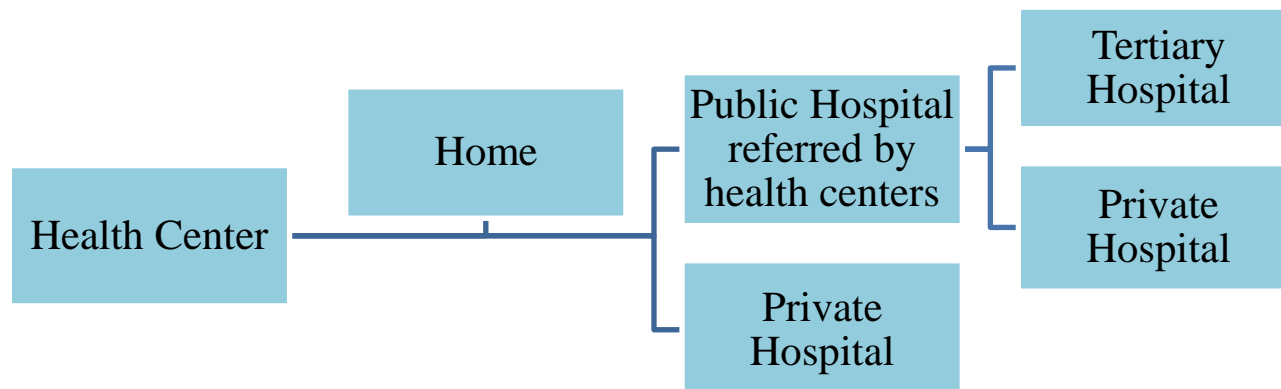 Health Center
Home
Public Hospital
referred by
health centers
Private
Hospital
Tertiary
Hospital
Private
Hospital